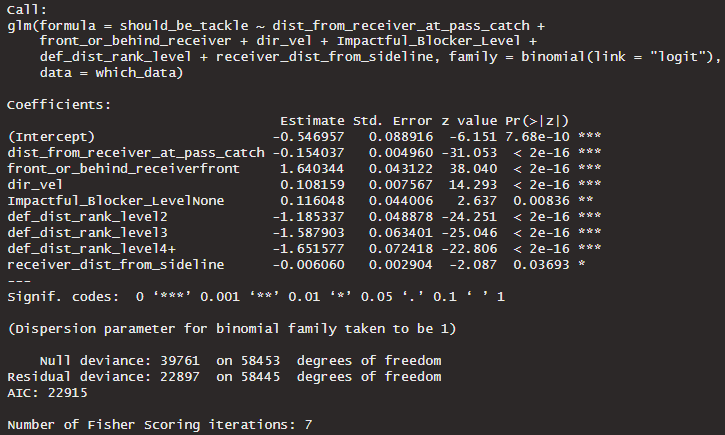 Call:
glm(formula = should_be_tackle ~ dist_from_receiver_at_pass_catch +
    front_or_behind_receiver + dir_vel + Impactful_Blocker_Level +
    def_dist_rank_level + receiver_dist_from_sideline, family = binomial(link = "logit"),
    data = which_data)

Coefficients:
                                  Estimate Std. Error z value Pr(>|z|)
(Intercept)                      -0.546957   0.088916  -6.151 7.68e-10 ***
dist_from_receiver_at_pass_catch -0.154037   0.004960 -31.053  < 2e-16 ***
front_or_behind_receiverfront     1.640344   0.043122  38.040  < 2e-16 ***
dir_vel                           0.108159   0.007567  14.293  < 2e-16 ***
Impactful_Blocker_LevelNone       0.116048   0.044006   2.637  0.00836 **
def_dist_rank_level2             -1.185337   0.048878 -24.251  < 2e-16 ***
def_dist_rank_level3             -1.587903   0.063401 -25.046  < 2e-16 ***
def_dist_rank_level4+            -1.651577   0.072418 -22.806  < 2e-16 ***
receiver_dist_from_sideline      -0.006060   0.002904  -2.087  0.03693 *
---
Signif. codes:  0 ‘***’ 0.001 ‘**’ 0.01 ‘*’ 0.05 ‘.’ 0.1 ‘ ’ 1

(Dispersion parameter for binomial family taken to be 1)

    Null deviance: 39761  on 58453  degrees of freedom
Residual deviance: 22897  on 58445  degrees of freedom
AIC: 22915

Number of Fisher Scoring iterations: 7